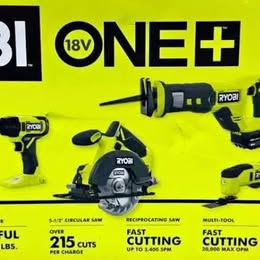 BI 18V ONE+
RYOBI
RYOBI
RYOBI
RYOBI
5-1/2" CIRCULAR SAW
RECIPROCATING SAW
MULTI-TOOL
FUL
LBS.
OVER
215 CUTS
PER CHARGE
FAST
CUTTING
UP TO 3,400 SPM
FAST
CUTTING
20,000 MAX OPM